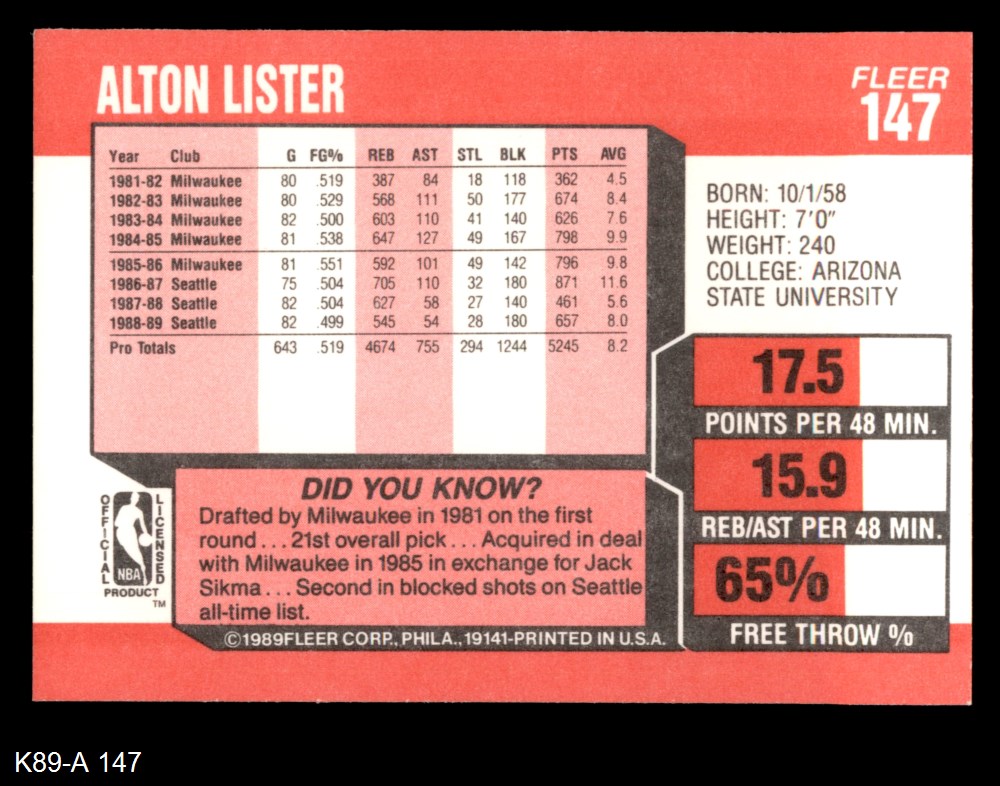 ALTON LISTER
FLEER
147
Year Club G FG% REB AST STL BLK PTS AVG
1981-82 Milwaukee 80 .519 387 84 18 118 362 4.5
1982-83 Milwaukee 80 .529 568 111 50 177 674 8.4
1983-84 Milwaukee 82 .500 603 110 41 140 626 7.6
1984-85 Milwaukee 81 .538 647 127 49 167 798 9.9
1985-86 Milwaukee 81 .551 592 101 49 142 796 9.8
1986-87 Seattle 75 .504 705 110 32 180 871 11.6
1987-88 Seattle 82 .504 627 58 27 140 461 5.6
1988-89 Seattle 82 .499 545 54 28 180 657 8.0
Pro Totals 643 .519 4674 755 294 1244 5245 8.2
BORN: 10/1/58
HEIGHT: 7'0"
WEIGHT: 240
COLLEGE: ARIZONA
STATE UNIVERSITY
17.5
POINTS PER 48 MIN.
15.9
REB/AST PER 48 MIN.
65%
FREE THROW %
DID YOU KNOW?
Drafted by Milwaukee in 1981 on the first
round . . . 21st overall pick . . . Acquired in deal
with Milwaukee in 1985 in exchange for Jack
Sikma . . . Second in blocked shots on Seattle
all-time list.
OFFICIAL
LICENSED
NBA
PRODUCT
TM
©1989FLEER CORP., PHILA., 19141-PRINTED IN U.S.A.
K89-A 147